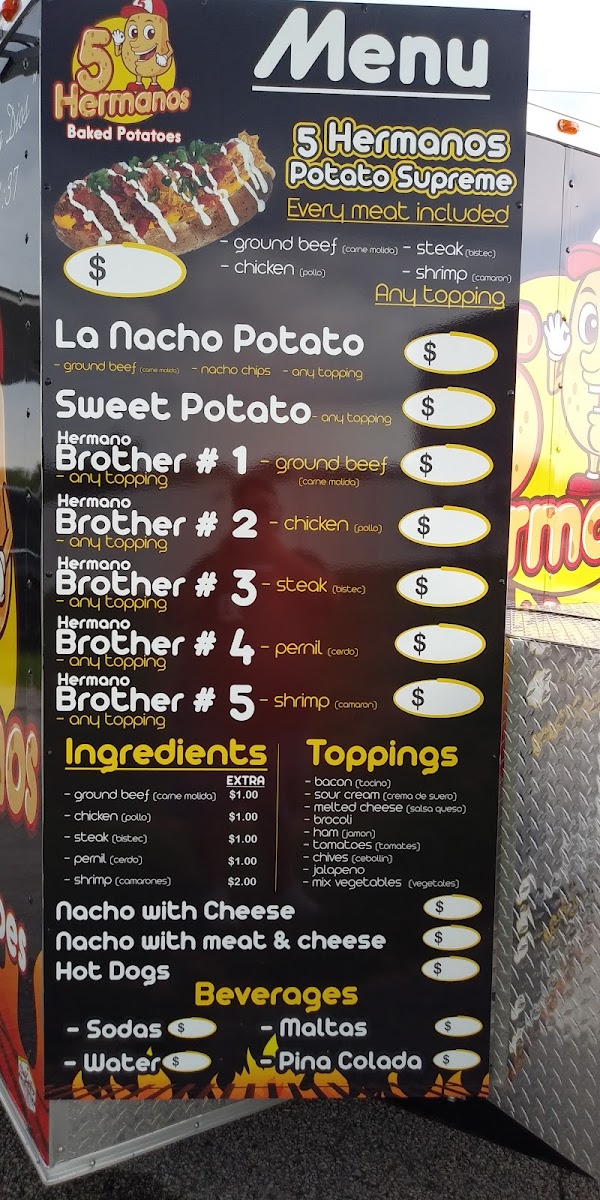 5
Hermanos
Baked Potatoes
Menu
5 Hermanos
Potato Supreme
Every meat included
- ground beef (carne molida) - steak (bistec)
- chicken (pollo) - shrimp (camaron)
$
Any topping
La Nacho Potato $
- ground beef (carne molida) - nacho chips - any topping
Sweet Potato - any topping $
Hermano
Brother # 1 - ground beef $
- any topping (carne molida)
Hermano
Brother # 2 - chicken (pollo) $
- any topping
Hermano
Brother # 3 - steak (bistec) $
- any topping
Hermano
Brother # 4 - pernil (cerdo) $
- any topping
Hermano
Brother # 5 - shrimp (camaron) $
- any topping
Ingredients
EXTRA
- ground beef (carne molida) $1.00
- chicken (pollo) $1.00
- steak (bistec) $1.00
- pernil (cerdo) $1.00
- shrimp (camarones) $2.00
Toppings
- bacon (tocino)
- sour cream (crema de suero)
- melted cheese (salsa queso)
- brocoli
- ham (jamon)
- tomatoes (tomates)
- chives (cebollin)
- jalapeno
- mix vegetables (vegetales)
Nacho with Cheese $
Nacho with meat & cheese $
Hot Dogs $
Beverages
- Sodas $ - Maltas $
- Water $ - Pina Colada $